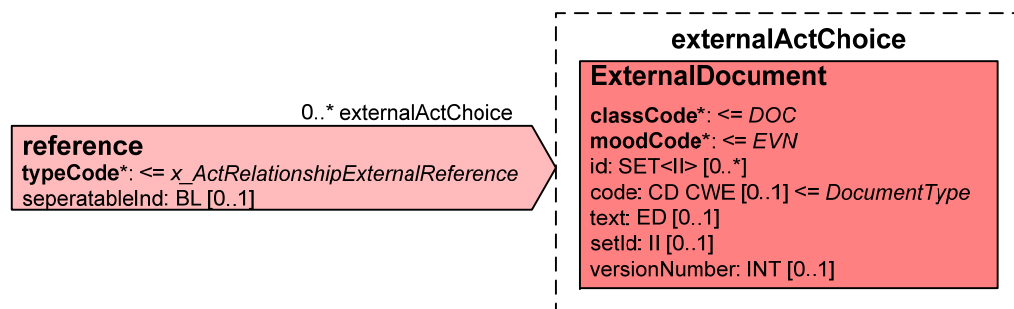 externalActChoice
ExternalDocument
classCode*: <= DOC
moodCode*: <= EVN
id: SET<II> [0..*]
code: CD CWE [0..1] <= DocumentType
text: ED [0..1]
setId: II [0..1]
versionNumber: INT [0..1]
0..* externalActChoice
reference
typeCode*: <= x_ActRelationshipExternalReference
seperatableInd: BL [0..1]